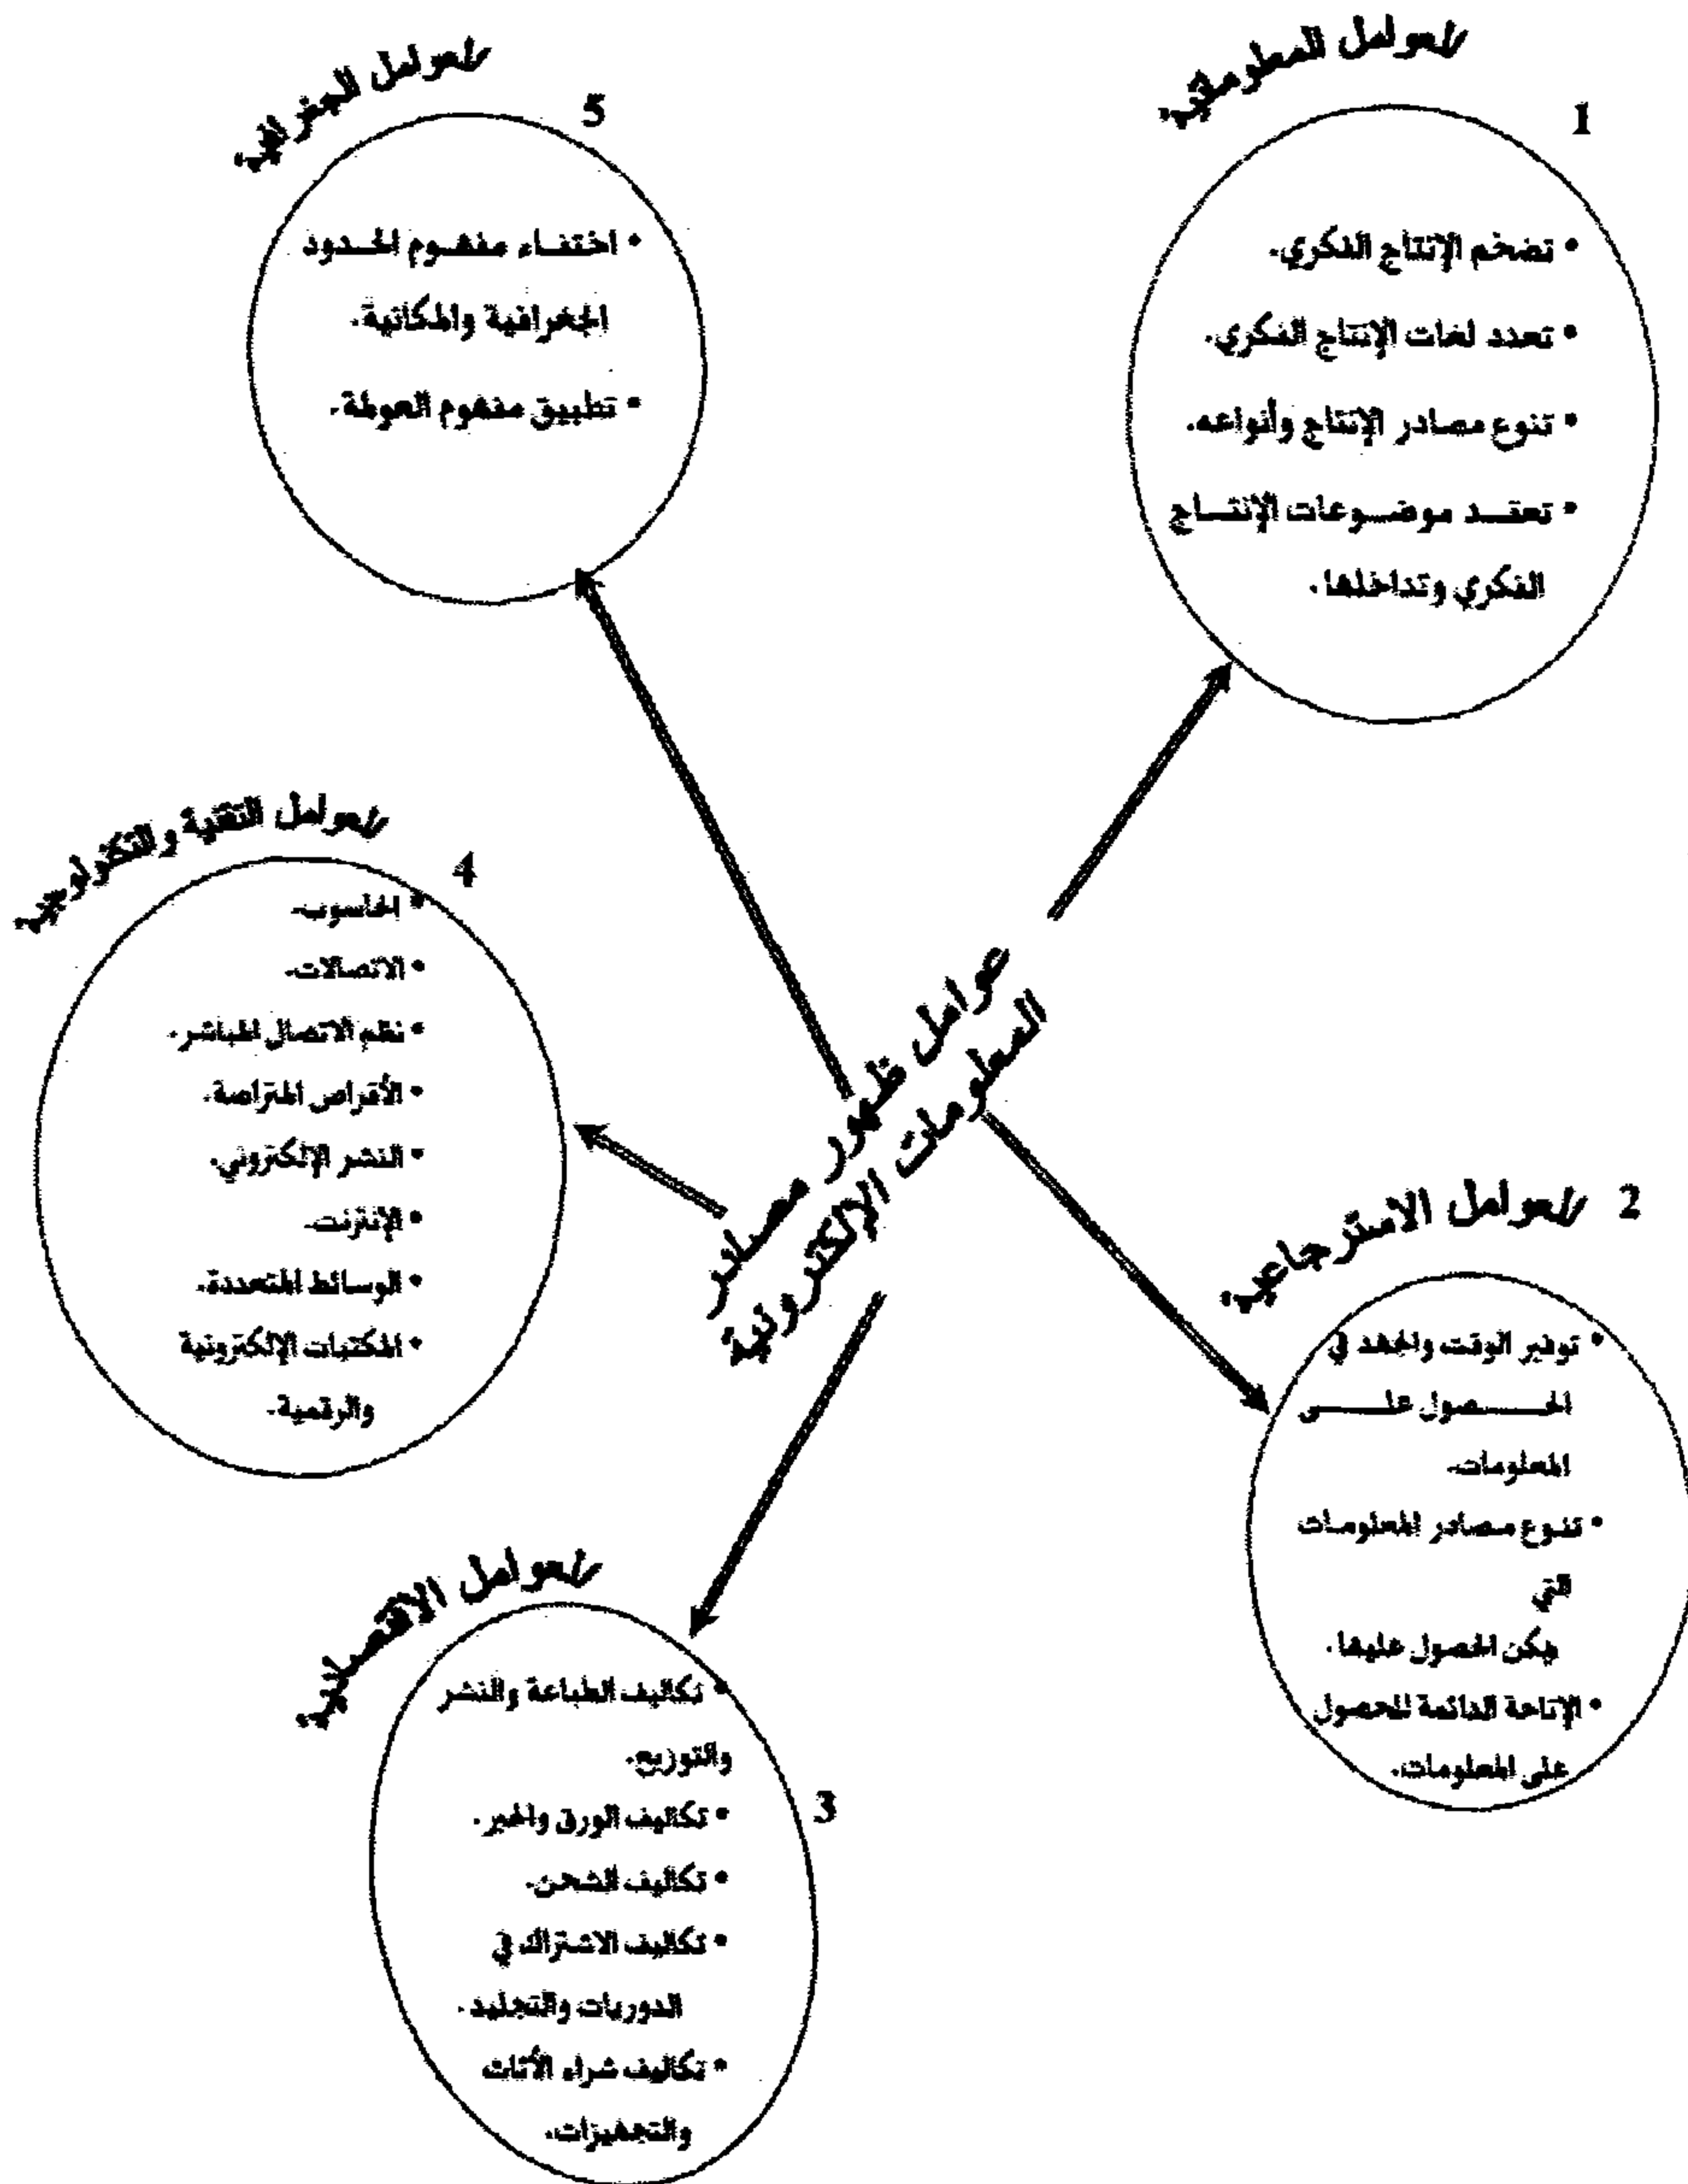 عوامل ظهور مصادر
المعلومات الإلكترونية
1
العوامل المعلوماتية
• تضخم الإنتاج الفكري.
• تعدد لغات الإنتاج الفكري.
• تنوع مصادر الإنتاج وأنواعه.
• تعقد موضوعات الإنتاج
الفكري وتداخلها.
2
العوامل الاسترجاعية
• توفير الوقت والجهد في
الحصول على
المعلومات.
• تنوع مصادر المعلومات
التي
يمكن الحصول عليها.
• الإتاحة الدائمة للحصول
على المعلومات.
3
العوامل الاقتصادية
• تكاليف الطباعة والنشر
والتوزيع.
• تكاليف الورق والحبر.
• تكاليف الشحن.
• تكاليف الاشتراك في
الدوريات والتجليد.
• تكاليف شراء الأثاث
والتجهيزات.
4
العوامل التقنية والتكنولوجية
• الحاسوب.
• الاتصالات.
• نظم الاتصال المباشر.
• الأقراص المتراصة.
• النشر الإلكتروني.
• الإنترنت.
• الوسائط المتعددة.
• المكتبات الإلكترونية
والرقمية.
5
العوامل الجغرافية
• اختفاء مفهوم الحدود
الجغرافية والمكانية.
• تطبيق مفهوم العولمة.